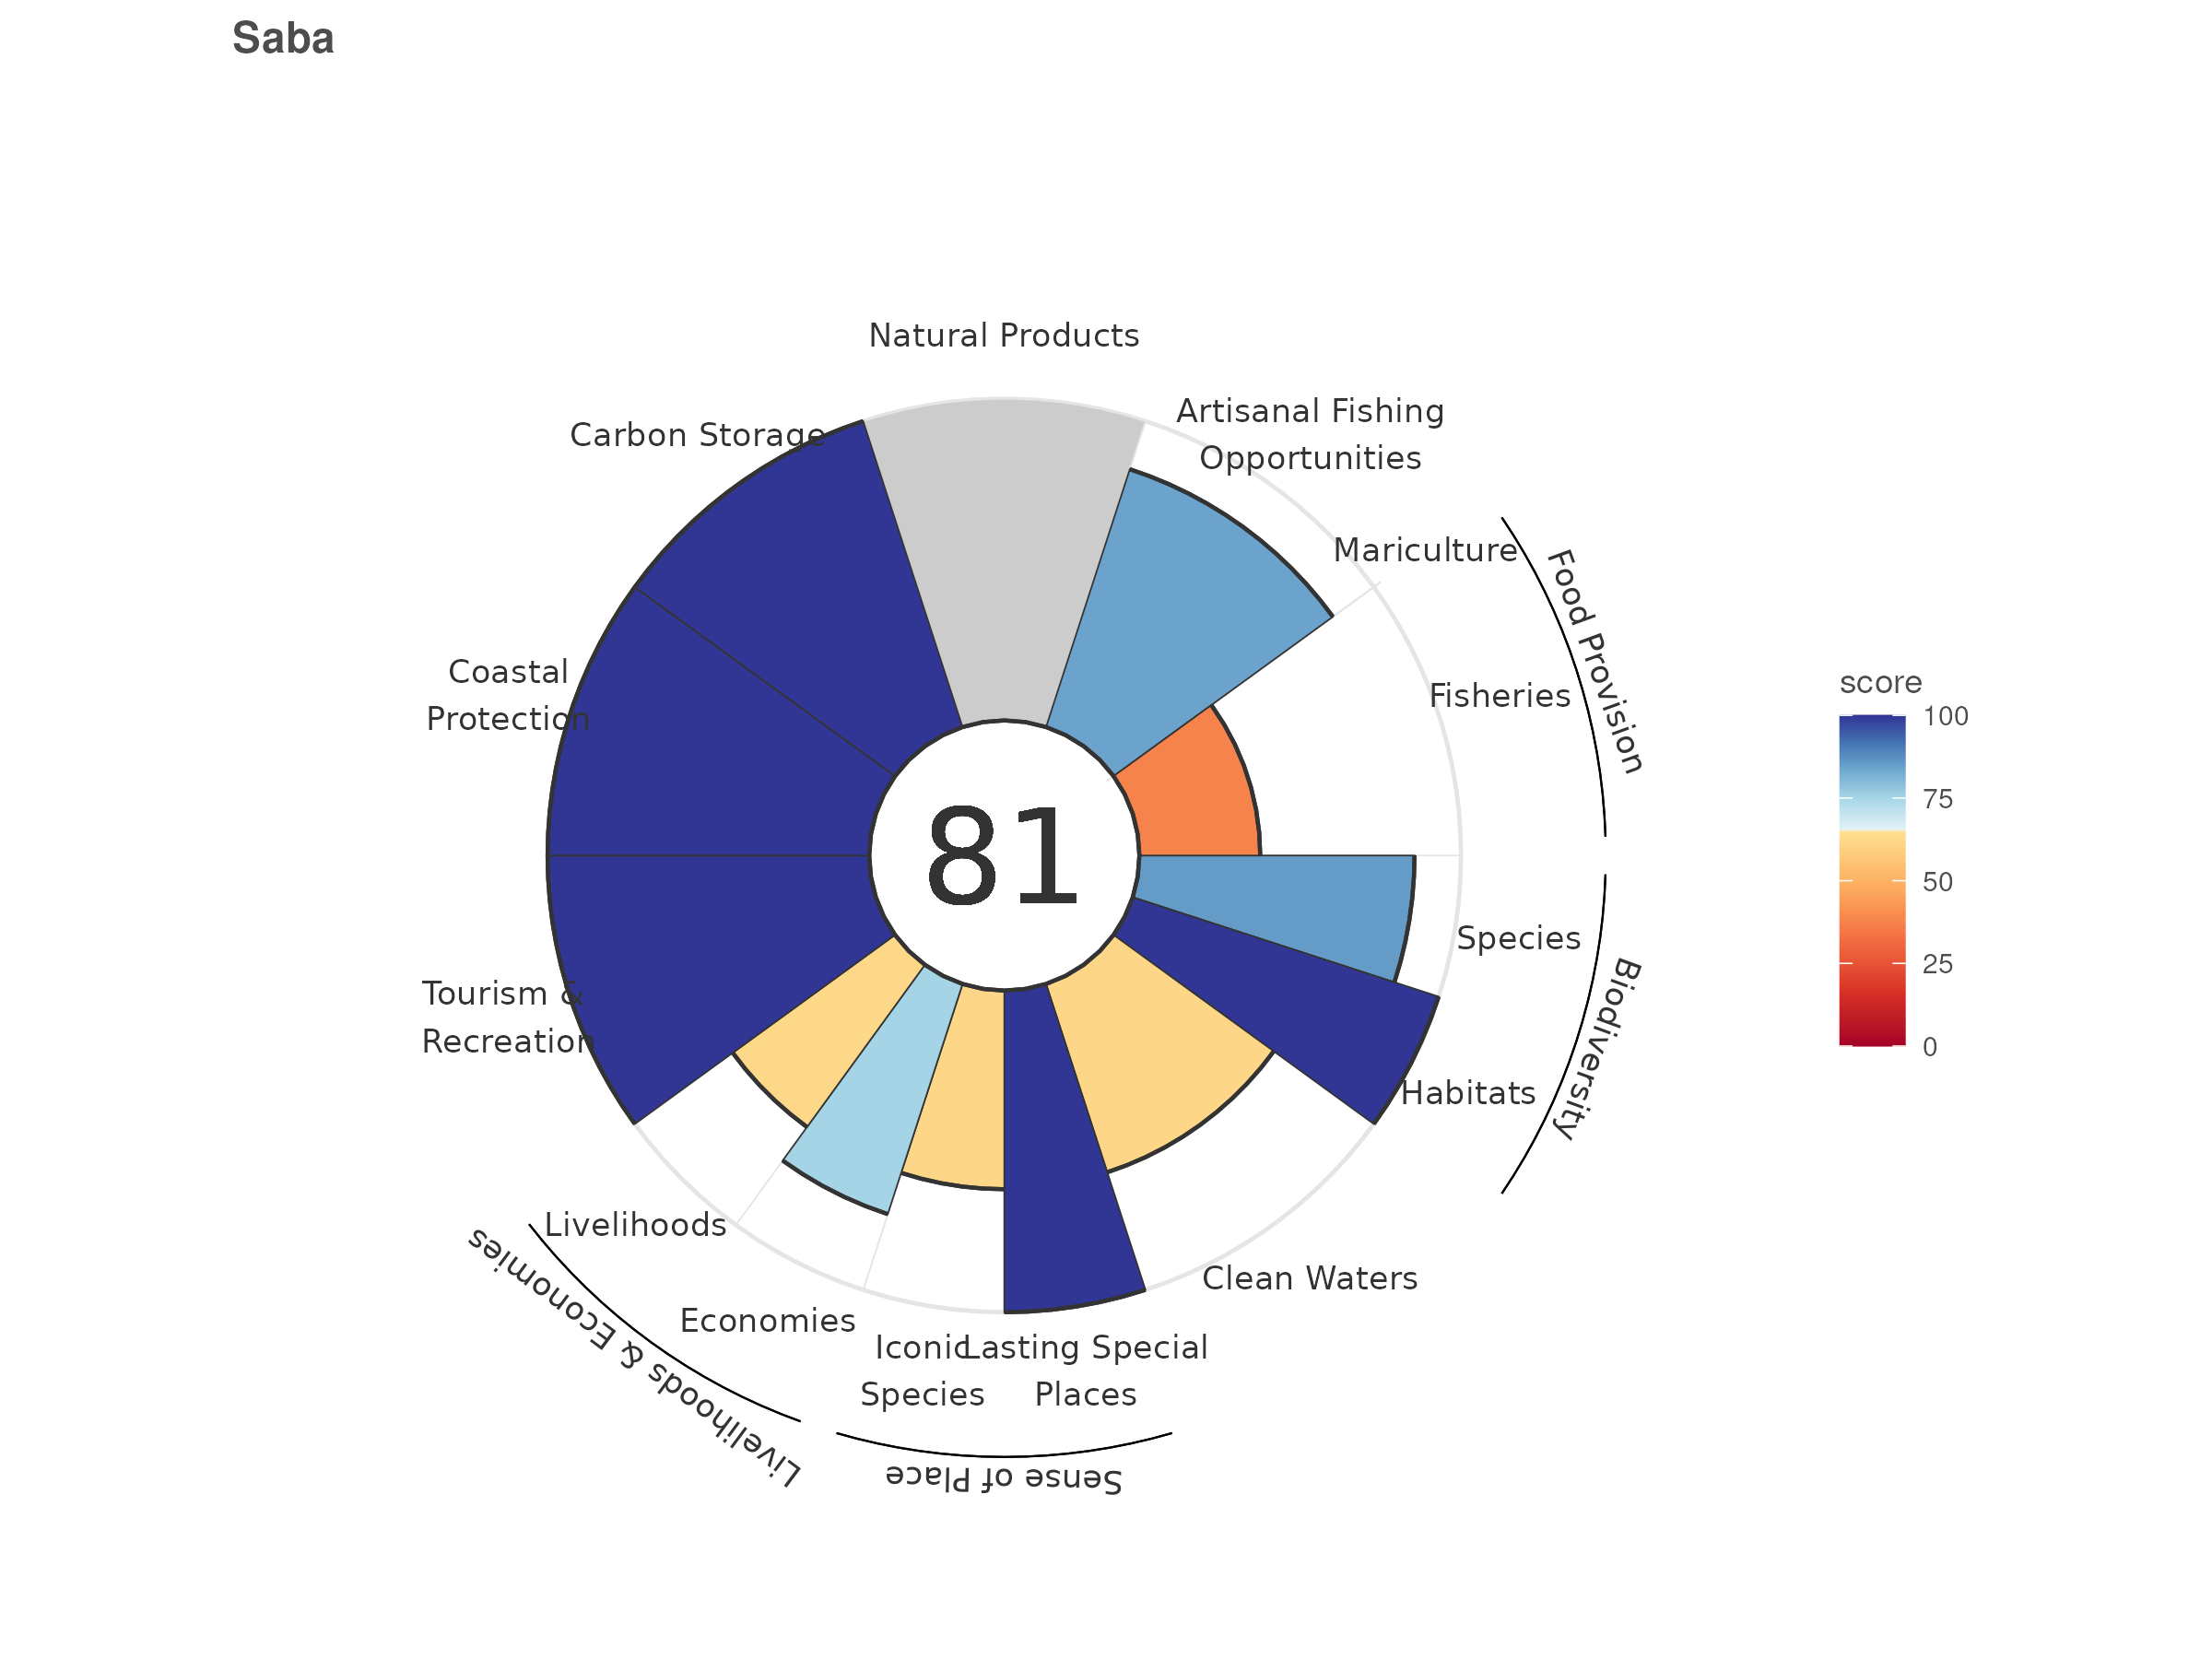 Saba
Natural Products
Artisanal Fishing
Opportunities
Carbon Storage
Mariculture
Food Provision
Fisheries
Coastal
Protection
score
100
75
50
25
0
81
Species
Biodiversity
Tourism &
Recreation
Habitats
Livelihoods
Clean Waters
Livelihoods & Economies
Economies
Iconic
Species
Lasting Special
Places
Sense of Place